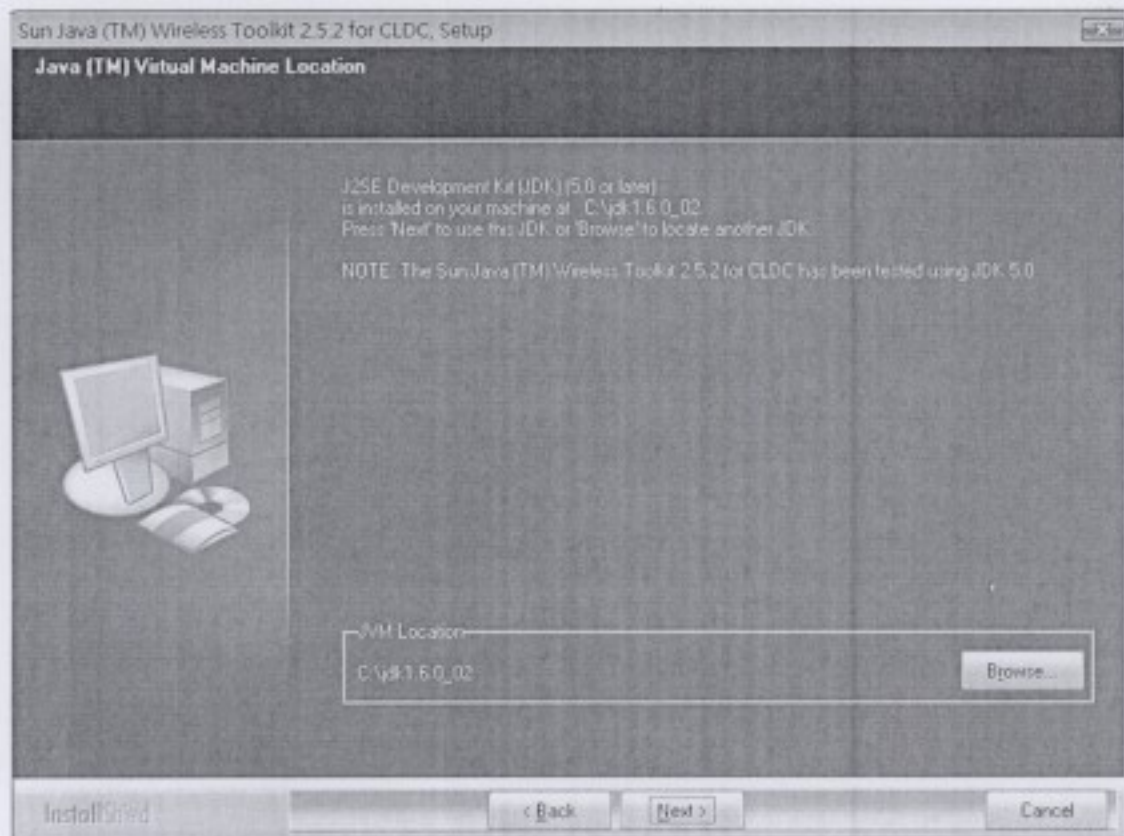 Sun Java (TM) Wireless Toolkit 2.5.2 for CLDC, Setup
Java (TM) Virtual Machine Location
J2SE Development Kit (JDK) (5.0 or later)
is installed on your machine at C:\jdk1.6.0_02
Press 'Next' to use this JDK or 'Browse' to locate another JDK
NOTE: The Sun Java (TM) Wireless Toolkit 2.5.2 for CLDC has been tested using JDK 5.0
JVM Location
C:\jdk1.6.0_02
Browse...
InstallShield
< Back
Next >
Cancel